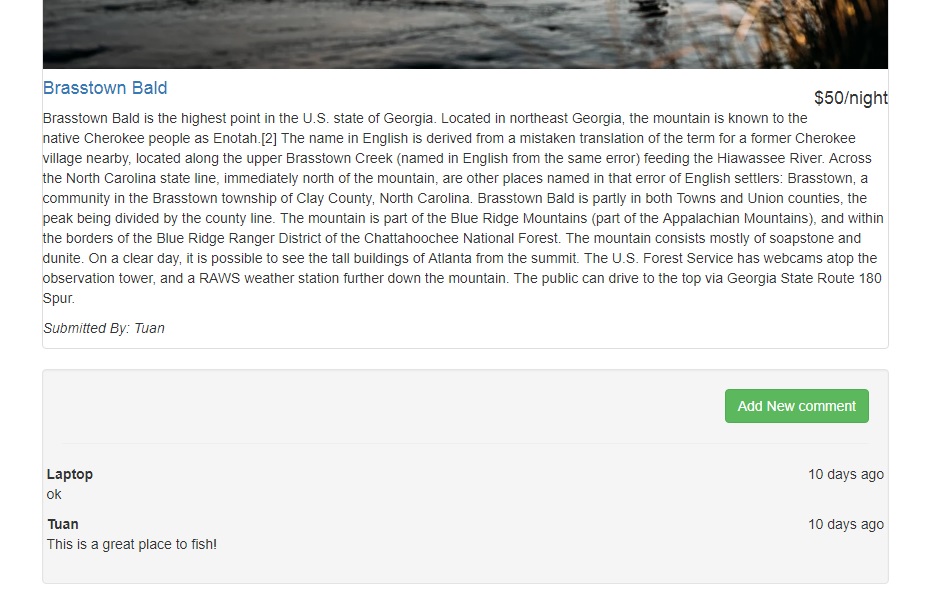 Brasstown Bald
$50/night
Brasstown Bald is the highest point in the U.S. state of Georgia. Located in northeast Georgia, the mountain is known to the
native Cherokee people as Enotah.[2] The name in English is derived from a mistaken translation of the term for a former Cherokee
village nearby, located along the upper Brasstown Creek (named in English from the same error) feeding the Hiawassee River. Across
the North Carolina state line, immediately north of the mountain, are other places named in that error of English settlers: Brasstown, a
community in the Brasstown township of Clay County, North Carolina. Brasstown Bald is partly in both Towns and Union counties, the
peak being divided by the county line. The mountain is part of the Blue Ridge Mountains (part of the Appalachian Mountains), and within
the borders of the Blue Ridge Ranger District of the Chattahoochee National Forest. The mountain consists mostly of soapstone and
dunite. On a clear day, it is possible to see the tall buildings of Atlanta from the summit. The U.S. Forest Service has webcams atop the
observation tower, and a RAWS weather station further down the mountain. The public can drive to the top via Georgia State Route 180
Spur.
Submitted By: Tuan
Add New comment
Laptop 10 days ago
ok
Tuan 10 days ago
This is a great place to fish!